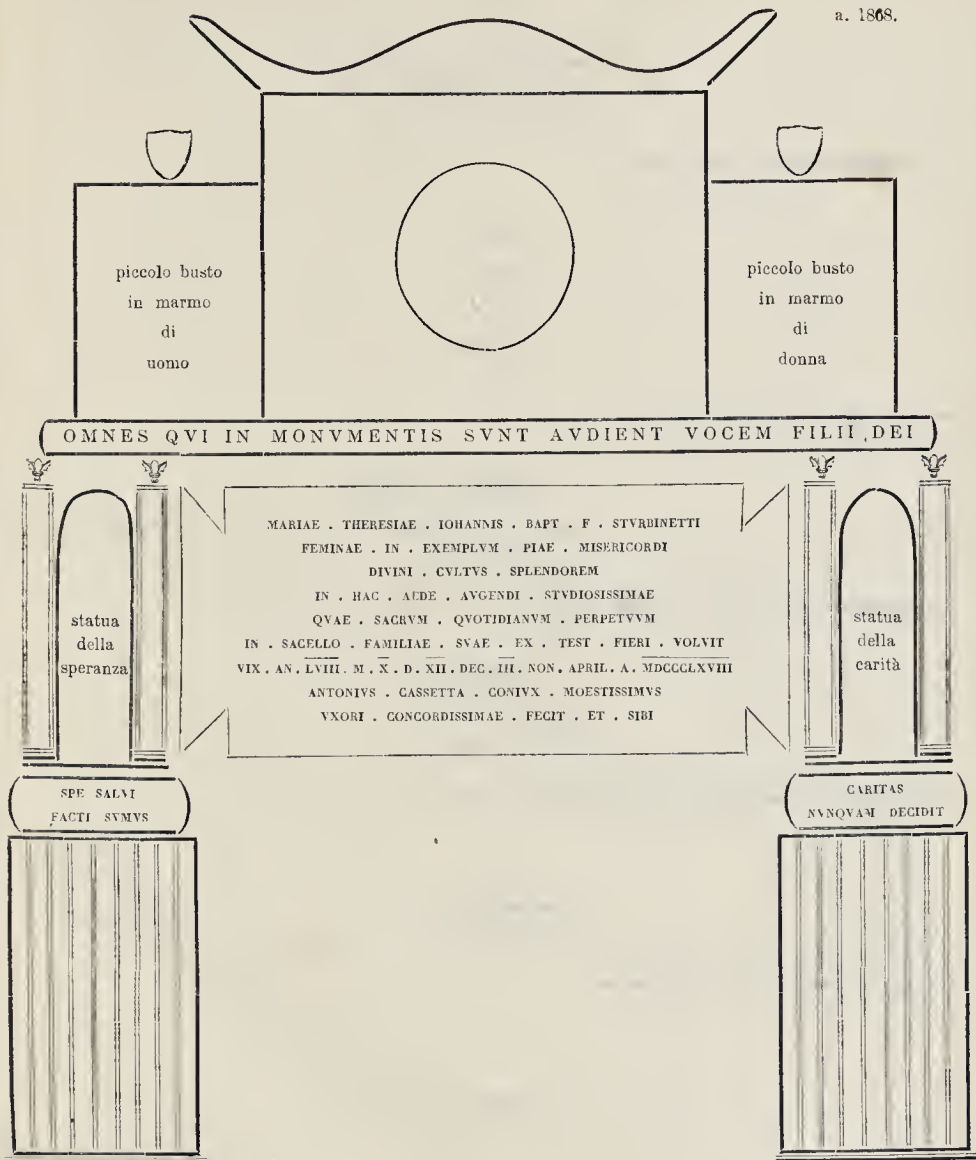 a. 1868.
piccolo busto
in marmo
di
uomo
piccolo busto
in marmo
di
donna
OMNES QVI IN MONVMENTIS SVNT AVDIENT VOCEM FILII DEI
MARIAE . THERESIAE . IOHANNIS . BAPT . F . STVRBINETTI
FEMINAE . IN . EXEMPLVM . PIAE . MISERICORDI
DIVINI . CVLTVS . SPLENDOREM
IN . HAC . AEDE . AVGENDI . STVDIOSISSIMAE
QVAE . SACRVM . QVOTIDIANVM . PERPETVVM
IN . SACELLO . FAMILIAE . SVAE . EX . TEST . FIERI . VOLVIT
VIX . AN . LVIII . M . X . D . XII . DEC . III . NON . APRIL . A . MDCCCLXVIII
ANTONIVS . CASSETTA . CONIVX . MOESTISSIMVS
VXORI . CONCORDISSIMAE . FECIT . ET . SIBI
statua
della
speranza
statua
della
carità
SPE SALVI
FACTI SVMVS
CARITAS
NVNQVAM DECIDIT